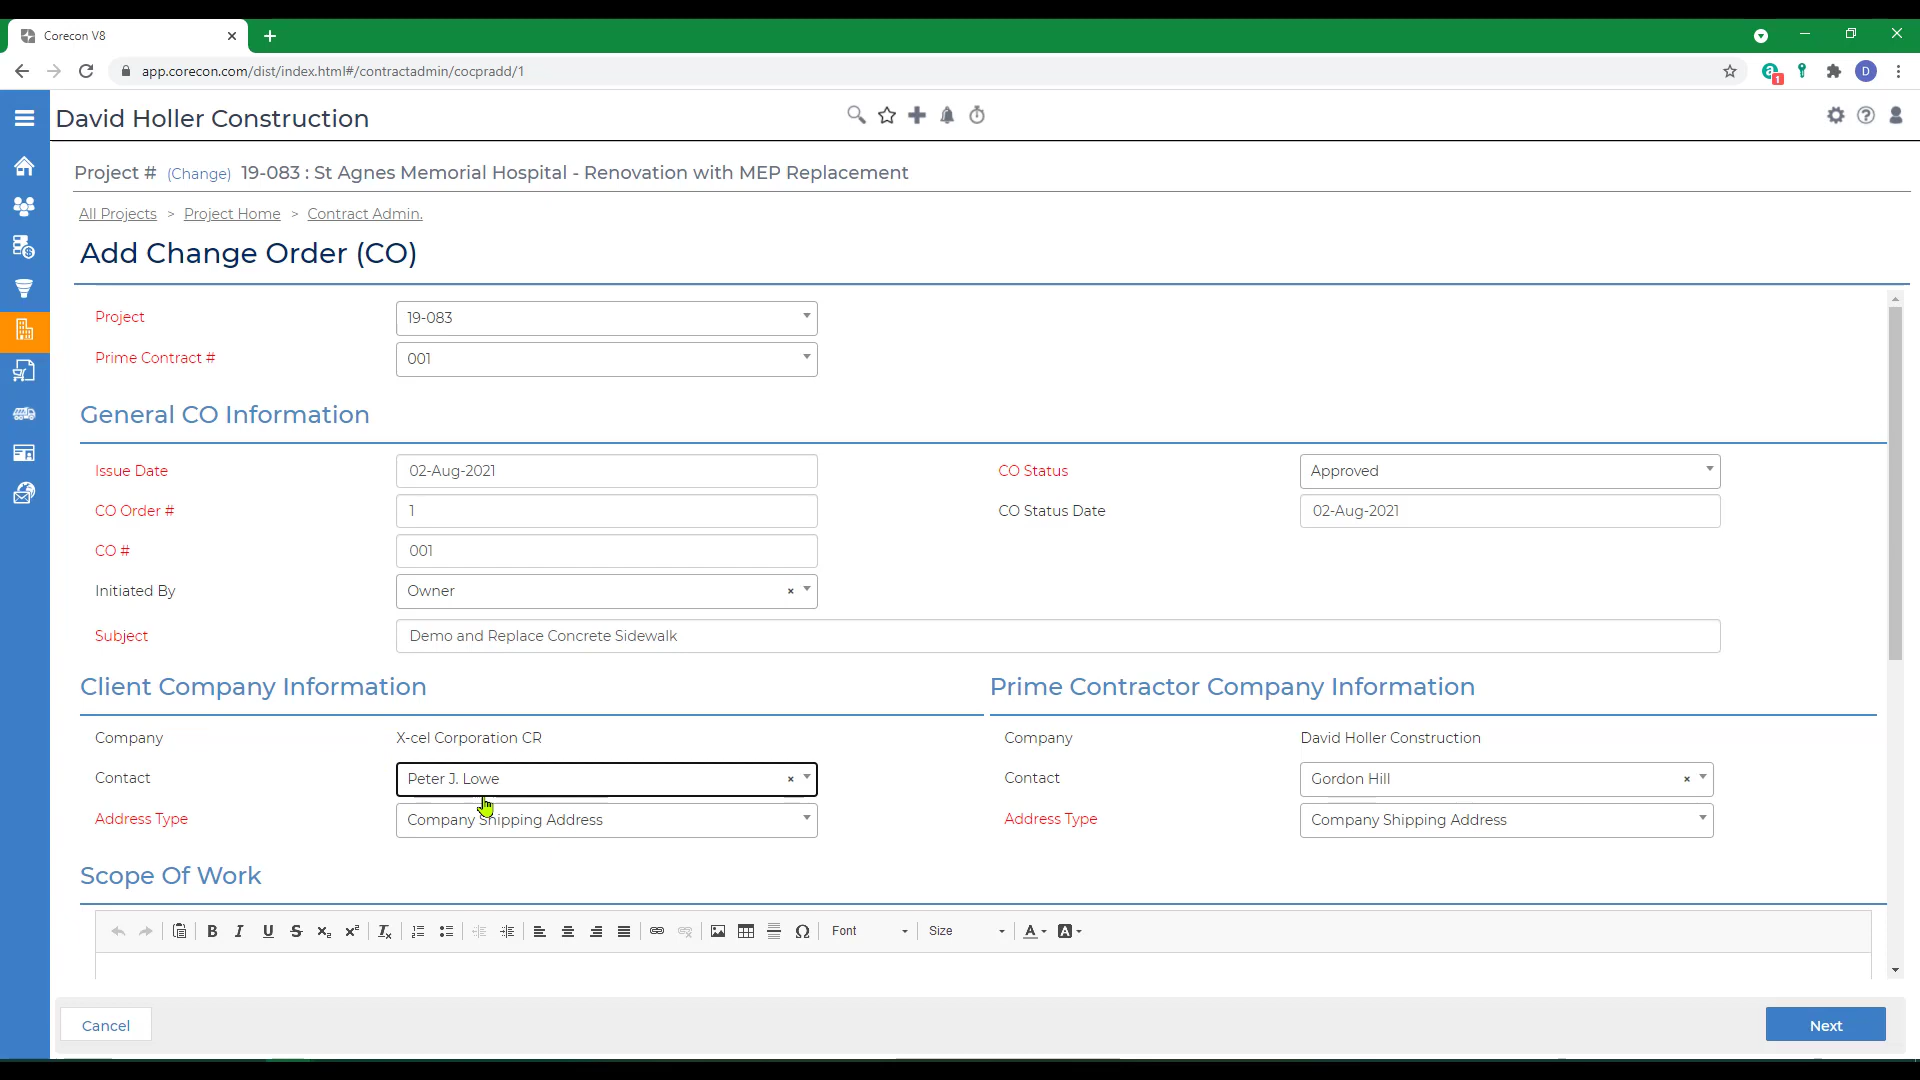 Corecon V8
app.corecon.com/dist/index.html#/contractadmin/cocpradd/1
1
D
David Holler Construction
Project # (Change) 19-083 : St Agnes Memorial Hospital - Renovation with MEP Replacement
All Projects > Project Home > Contract Admin.
Add Change Order (CO)
Project 19-083
Prime Contract # 001
General CO Information
Issue Date 02-Aug-2021 CO Status Approved
CO Order # 1 CO Status Date 02-Aug-2021
CO # 001
Initiated By Owner
Subject Demo and Replace Concrete Sidewalk
Client Company Information Prime Contractor Company Information
Company X-cel Corporation CR Company David Holler Construction
Contact Peter J. Lowe Contact Gordon Hill
Address Type Company Shipping Address Address Type Company Shipping Address
Scope Of Work
Font Size
Cancel Next